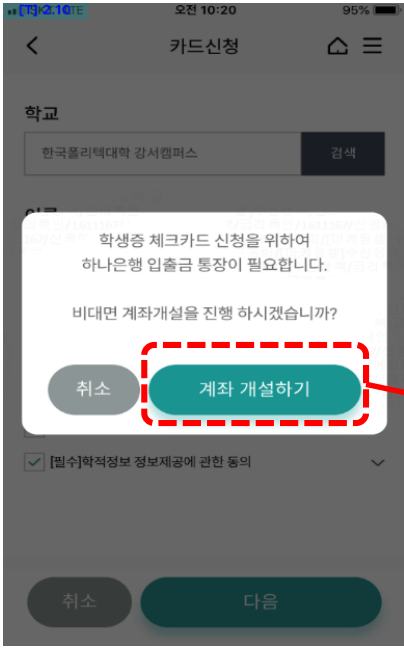 [T] 2.10
오전 10:20
95%
카드신청
학교
한국폴리텍대학 강서캠퍼스
검색
학생증 체크카드 신청을 위하여
하나은행 입출금 통장이 필요합니다.
비대면 계좌개설을 진행 하시겠습니까?
취소
계좌 개설하기
[필수]학적정보 정보제공에 관한 동의
취소
다음